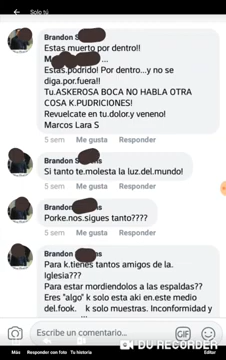 Solo tú
Brandon S
Estas muerto por dentro!!
M ...
Estas.podrido! Por dentro...y no se
diga.por.fuera!!
Tu.ASKEROSA BOCA NO HABLA OTRA
COSA K.PUDRICIONES!
Revuelcate en tu.dolor.y veneno!
Marcos Lara S
5 sem Me gusta Responder
Brandon S ns
Si tanto te.molesta la luz.del.mundo!
5 sem Me gusta Responder
Brandon
Porke.nos.sigues tanto????
5 sem Me gusta Responder
Brandon ns
Para k.tienes tantos amigos de la.
Iglesia???
Para estar mordiendolos a las espaldas??
Eres "algo" k solo esta aki.en.este medio
del.fook. k solo muestras. Inconformidad y
...
Escribe un comentario...
GIF
DU RECORDER
Más Responder con foto Tu historia Editar